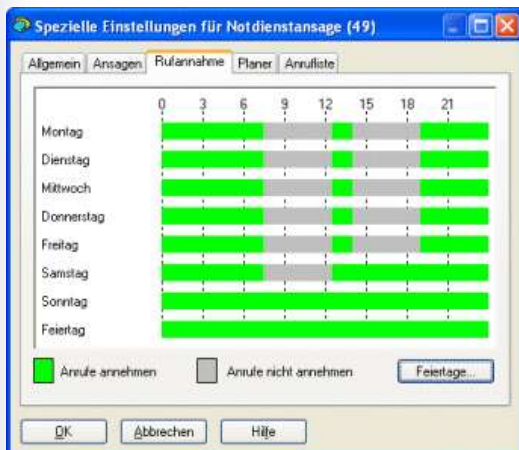 Spezielle Einstellungen für Notdienstansage (49)
Allgemein Ansagen Rufannahme Planer Anrufliste
0 3 6 9 12 15 18 21
Montag
Dienstag
Mittwoch
Donnerstag
Freitag
Samstag
Sonntag
Feiertag
Anrufe annehmen Anrufe nicht annehmen Feiertage...
OK Abbrechen Hilfe